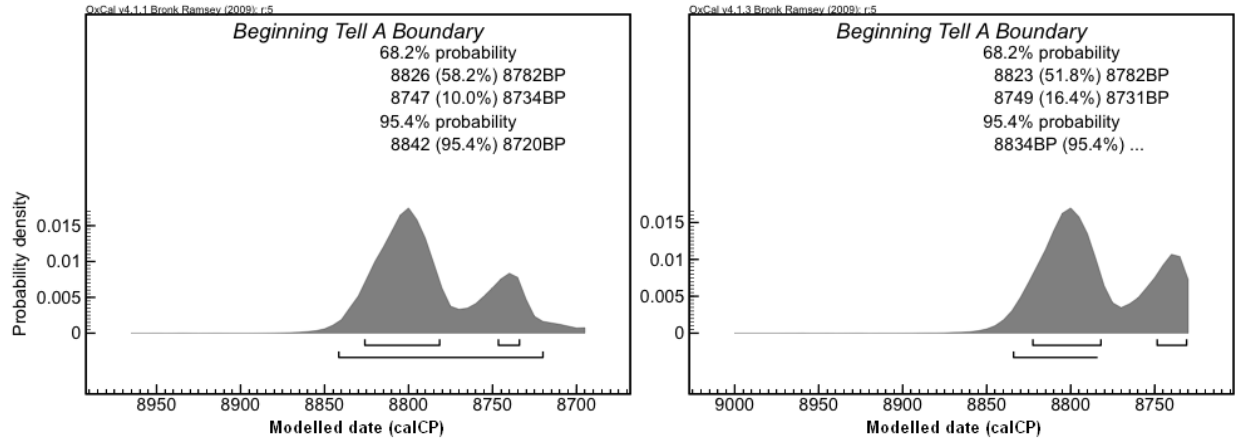 OxCal v4.1.1 Bronk Ramsey (2009); r:5
Beginning Tell A Boundary
68.2% probability
8826 (58.2%) 8782BP
8747 (10.0%) 8734BP
95.4% probability
8842 (95.4%) 8720BP
Probability density
0.015
0.01
0.005
0
8950 8900 8850 8800 8750 8700
Modelled date (calCP)
OxCal v4.1.3 Bronk Ramsey (2009); r:5
Beginning Tell A Boundary
68.2% probability
8823 (51.8%) 8782BP
8749 (16.4%) 8731BP
95.4% probability
8834BP (95.4%) ...
0.015
0.01
0.005
0
9000 8950 8900 8850 8800 8750
Modelled date (calCP)